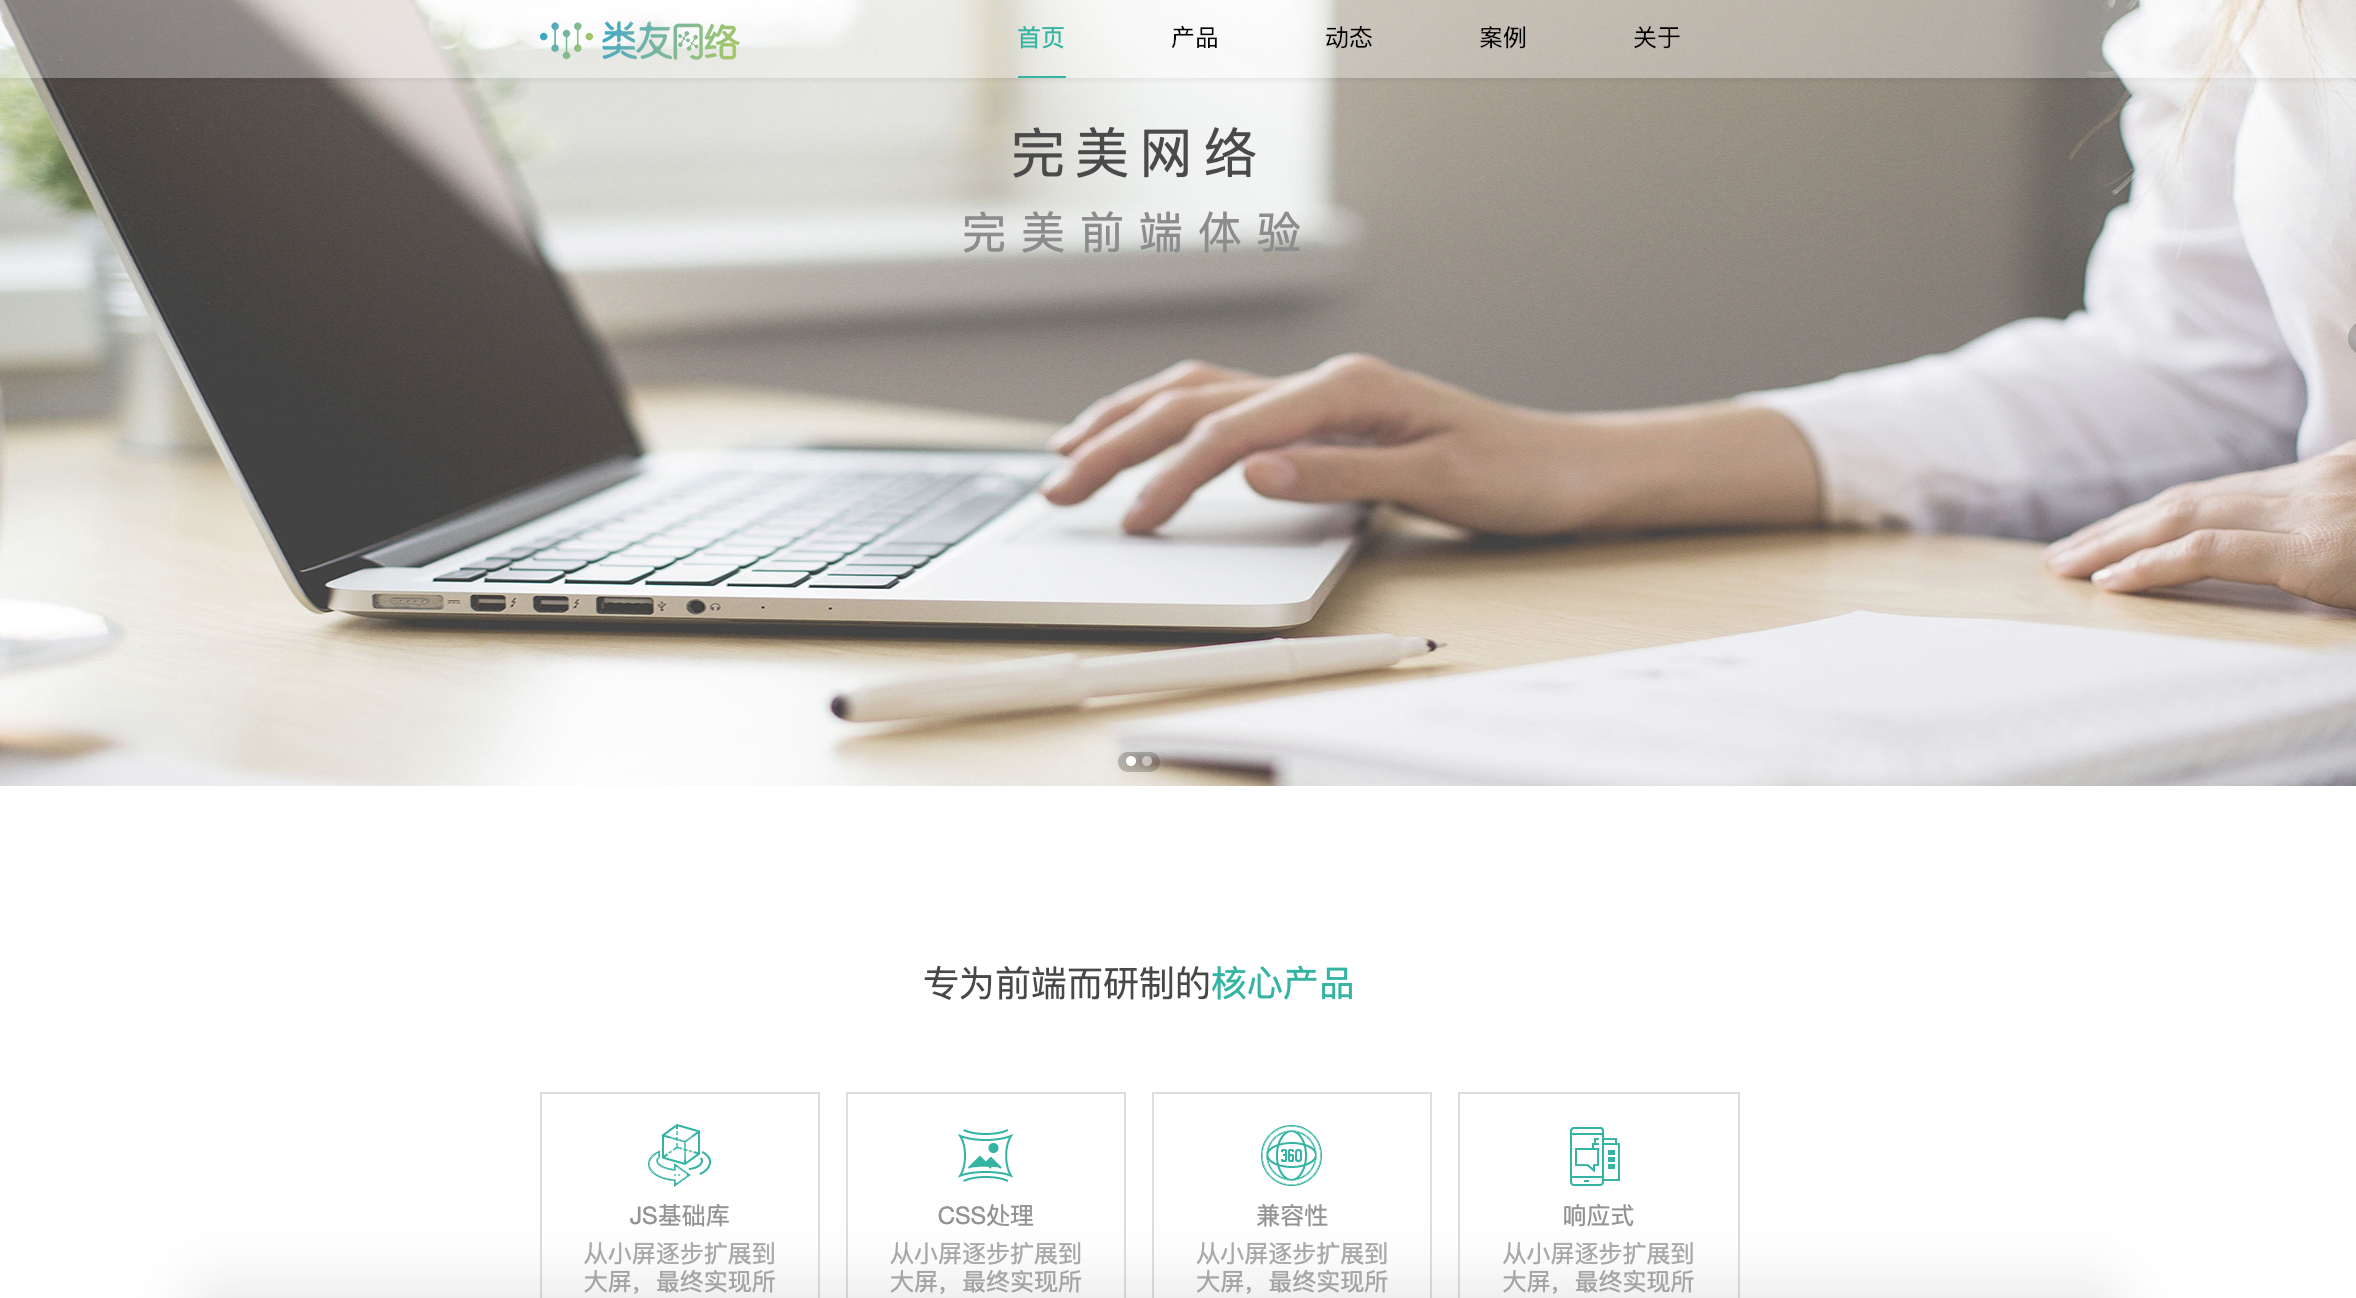 类友网络
首页 产品 动态 案例 关于
完美网络
完美前端体验
专为前端而研制的核心产品
360
JS基础库
从小屏逐步扩展到
大屏，最终实现所
CSS处理
从小屏逐步扩展到
大屏，最终实现所
兼容性
从小屏逐步扩展到
大屏，最终实现所
响应式
从小屏逐步扩展到
大屏，最终实现所